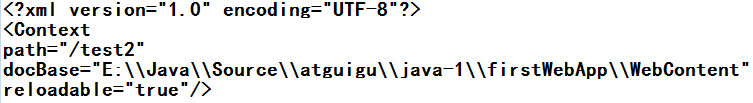 <?xml version="1.0" encoding="UTF-8"?>
<Context
path="/test2"
docBase="E:\\Java\\Source\\atguigu\\java-1\\firstWebApp\\WebContent"
reloadable="true"/>